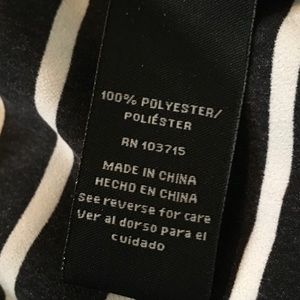 100% POLYESTER/
POLIÉSTER
RN 103715
MADE IN CHINA
HECHO EN CHINA
See reverse for care
Ver al dorso para el
cuidado